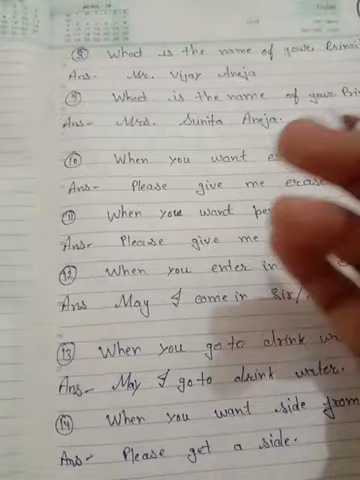 ⑧ What is the name of your
Ans- Mr. Vijay Aneja
⑨ What is the name of your
Ans- Mrs. Sunita Aneja.
⑩ When you want
Ans- Please give me
⑪ When you want
Ans- Please give me
⑫ When you enter in
Ans May I come in Sir/
⑬ When you go to drink
Ans- May I go to drink water.
⑭ When you want side from
Ans- Please get a side.